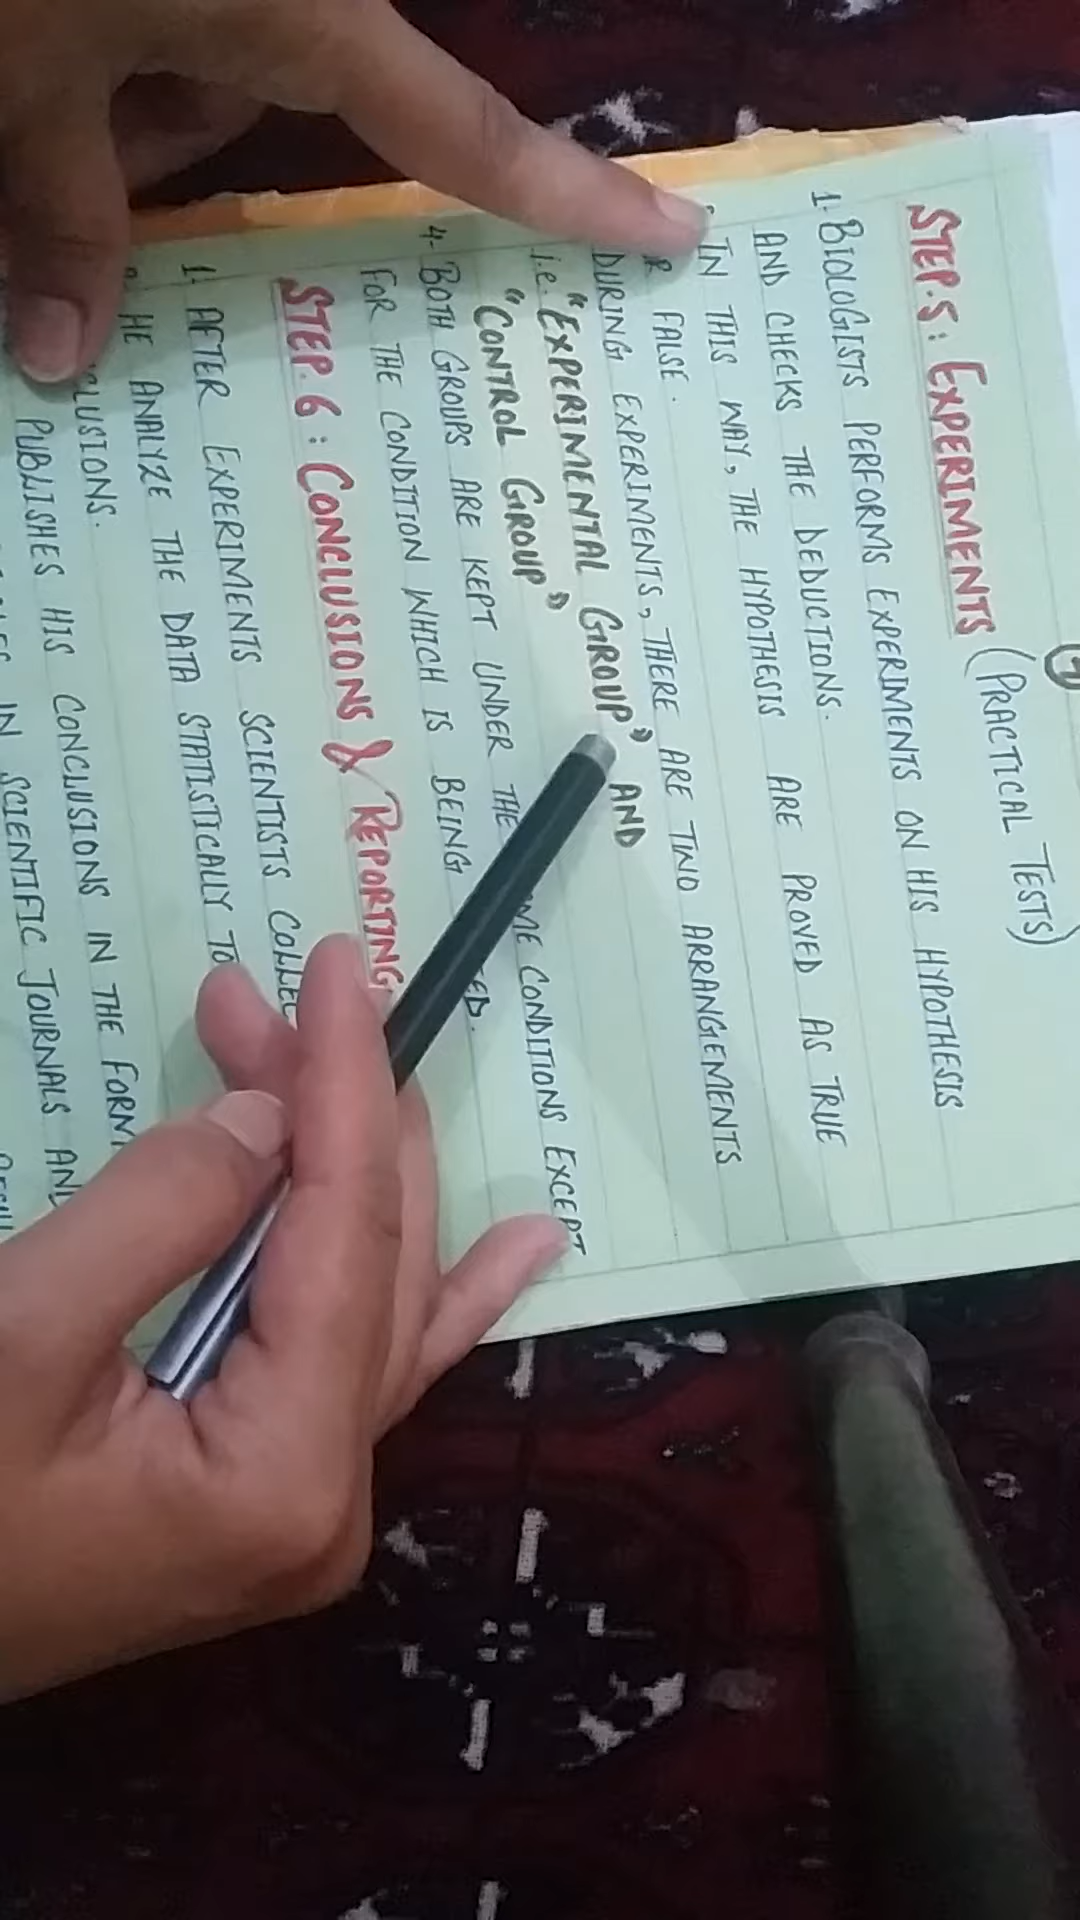 STEP.5: EXPERIMENTS (PRACTICAL TESTS)
1- BIOLOGISTS PERFORMS EXPERIMENTS ON HIS HYPOTHESIS
AND CHECKS THE DEDUCTIONS.
IN THIS WAY, THE HYPOTHESIS ARE PROVED AS TRUE
FALSE.
DURING EXPERIMENTS, THERE ARE TWO ARRANGEMENTS
i.e. "EXPERIMENTAL GROUP" AND
"CONTROL GROUP"
4- BOTH GROUPS ARE KEPT UNDER THE CONDITIONS EXCEPT
FOR THE CONDITION WHICH IS BEING
STEP.6: CONCLUSIONS & REPORTING
1- AFTER EXPERIMENTS SCIENTISTS
HE ANALYZE THE DATA STATISTICALLY TO
PUBLISHES HIS CONCLUSIONS IN THE
IN SCIENTIFIC JOURNALS